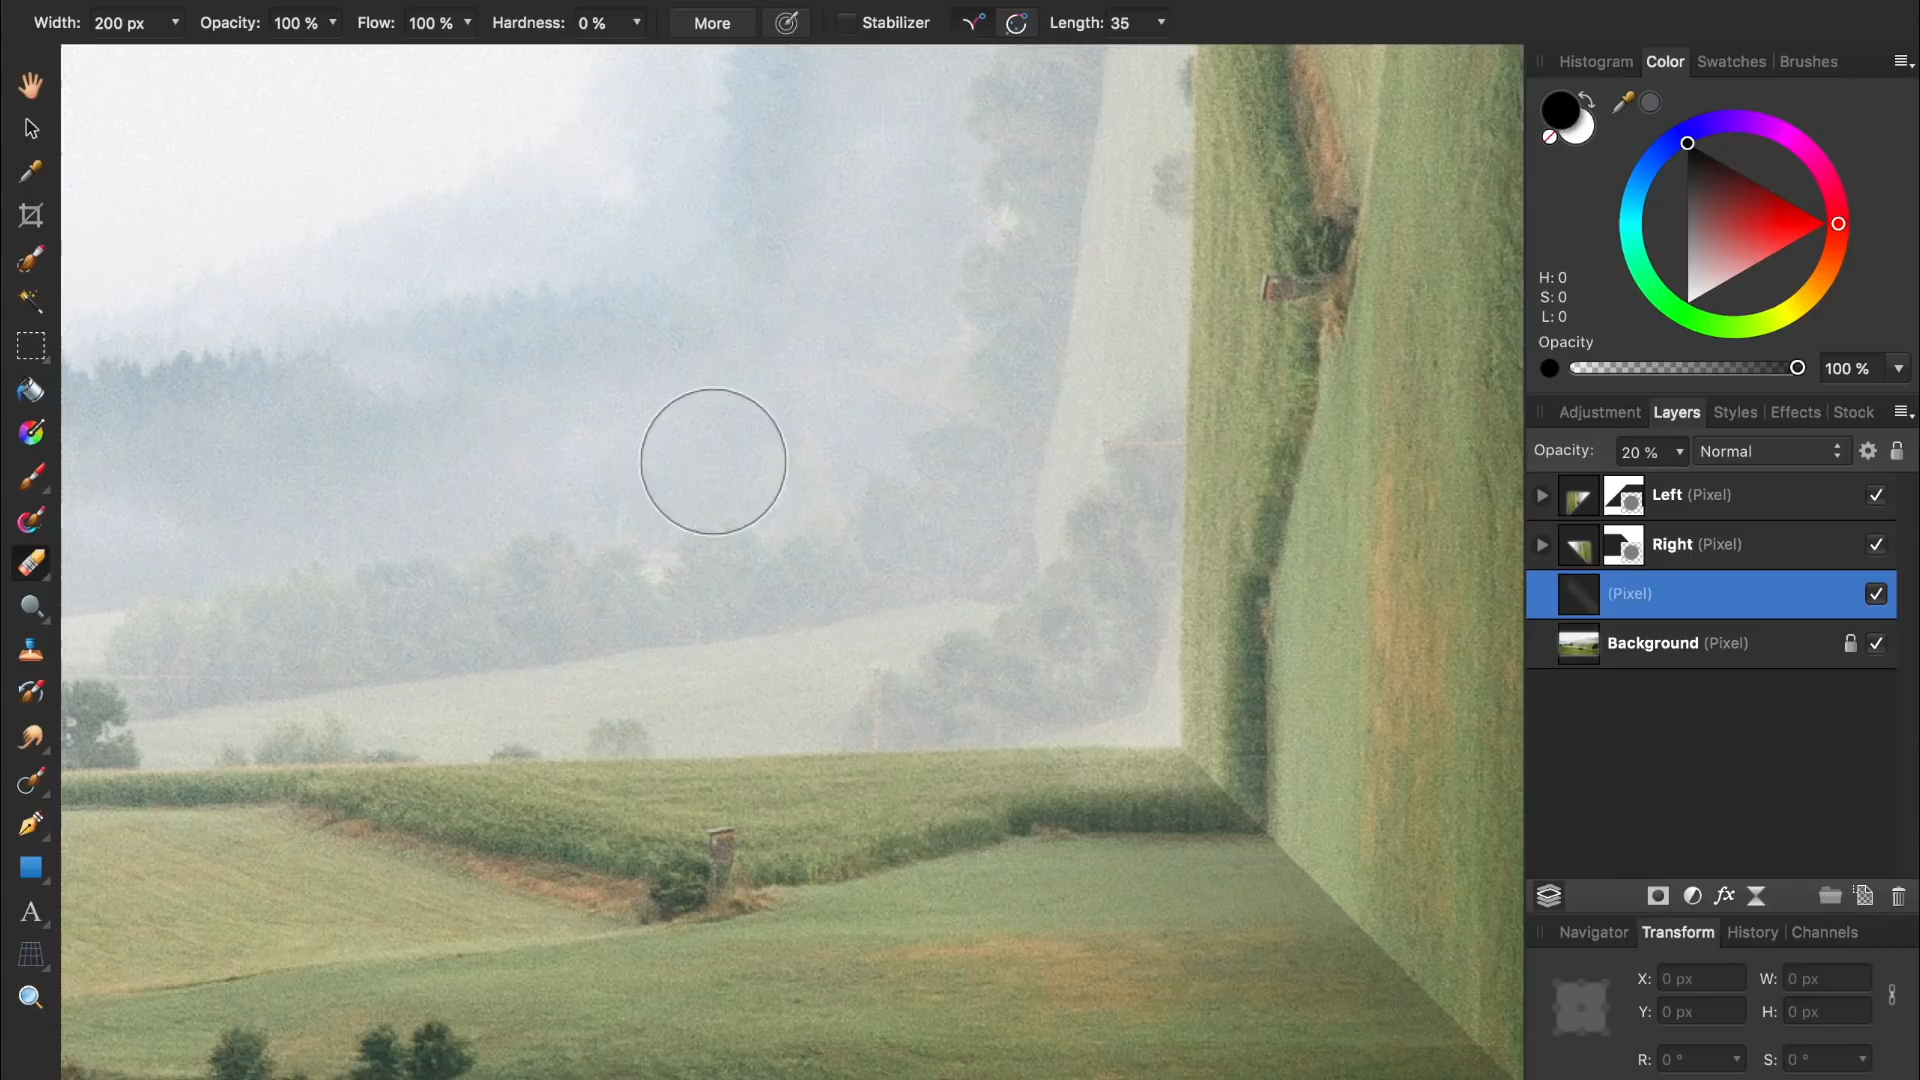 Width: 200 px Opacity: 100 % Flow: 100 % Hardness: 0 % More Stabilizer Length: 35
Histogram Color Swatches Brushes
H: 0
S: 0
L: 0
Opacity
100 %
Adjustment Layers Styles Effects Stock
Opacity: 20 % Normal
Left (Pixel)
Right (Pixel)
(Pixel)
Background (Pixel)
fx
A
Navigator Transform History Channels
X: 0 px W: 0 px
Y: 0 px H: 0 px
R: 0 ° S: 0 °